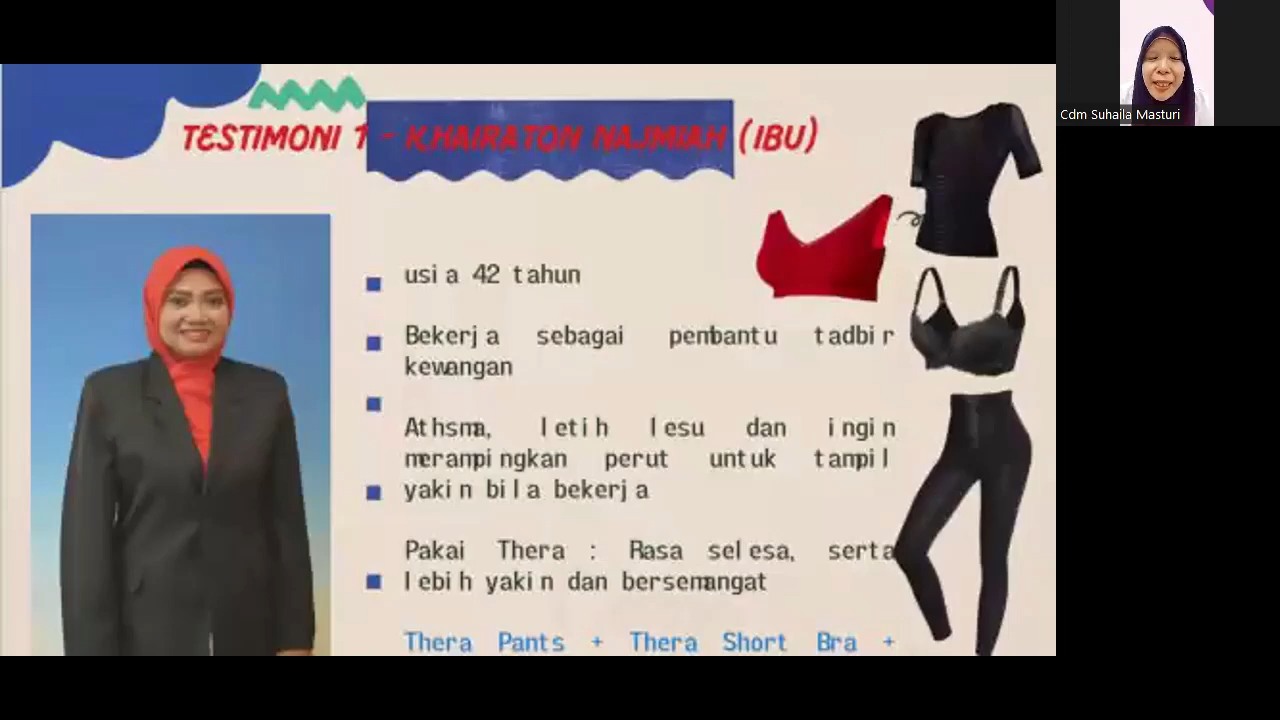 TESTIMONI 1 - KHAIRATON NAJMIAH (IBU)
usia 42 tahun
Bekerja sebagai pembantu tadbir
kewangan
Athsma, letih lesu dan ingin
merampingkan perut untuk tampil
yakin bila bekerja
Pakai Thera : Rasa selesa, serta
lebih yakin dan bersemangat
Thera Pants + Thera Short Bra +
Cdm Suhaila Masturi